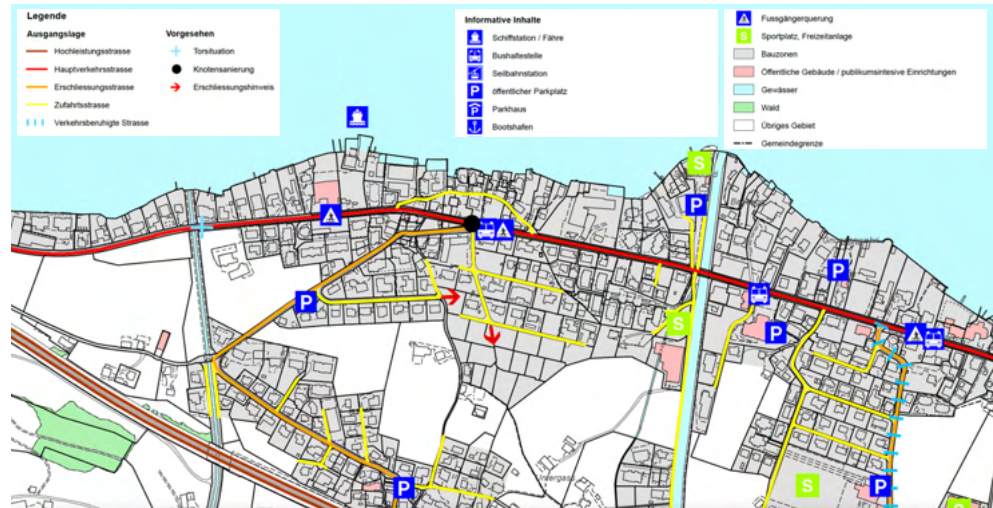 Legende
Ausgangslage
Hochleistungsstrasse
Hauptverkehrsstrasse
Erschliessungsstrasse
Zufahrtsstrasse
Verkehrsberuhigte Strasse
Vorgesehen
Torsituation
Knotensanierung
Erschliessungshinweis
Informative Inhalte
Schiffstation / Fähre
Bushaltestelle
Seilbahnstation
P öffentlicher Parkplatz
P Parkhaus
Bootshafen
Fussgängerquerung
S Sportplatz, Freizeitanlage
Bauzonen
Öffentliche Gebäude / publikumsintesive Einrichtungen
Gewässer
Wald
Übriges Gebiet
Gemeindegrenze
S
P
P
P
S
P
P
S
P
S